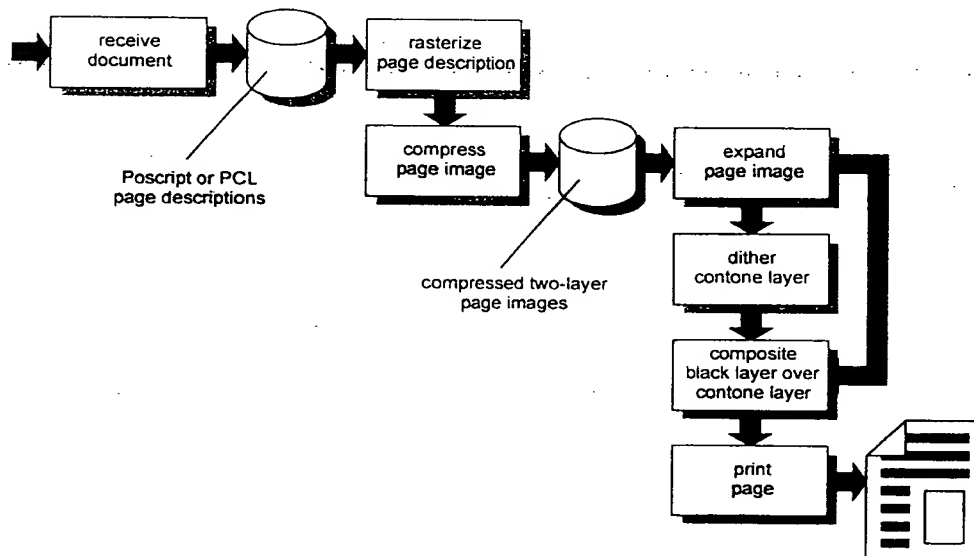 receive
document
rasterize
page description
compress
page image
expand
page image
Poscript or PCL
page descriptions
compressed two-layer
page images
dither
contone layer
composite
black layer over
contone layer
print
page